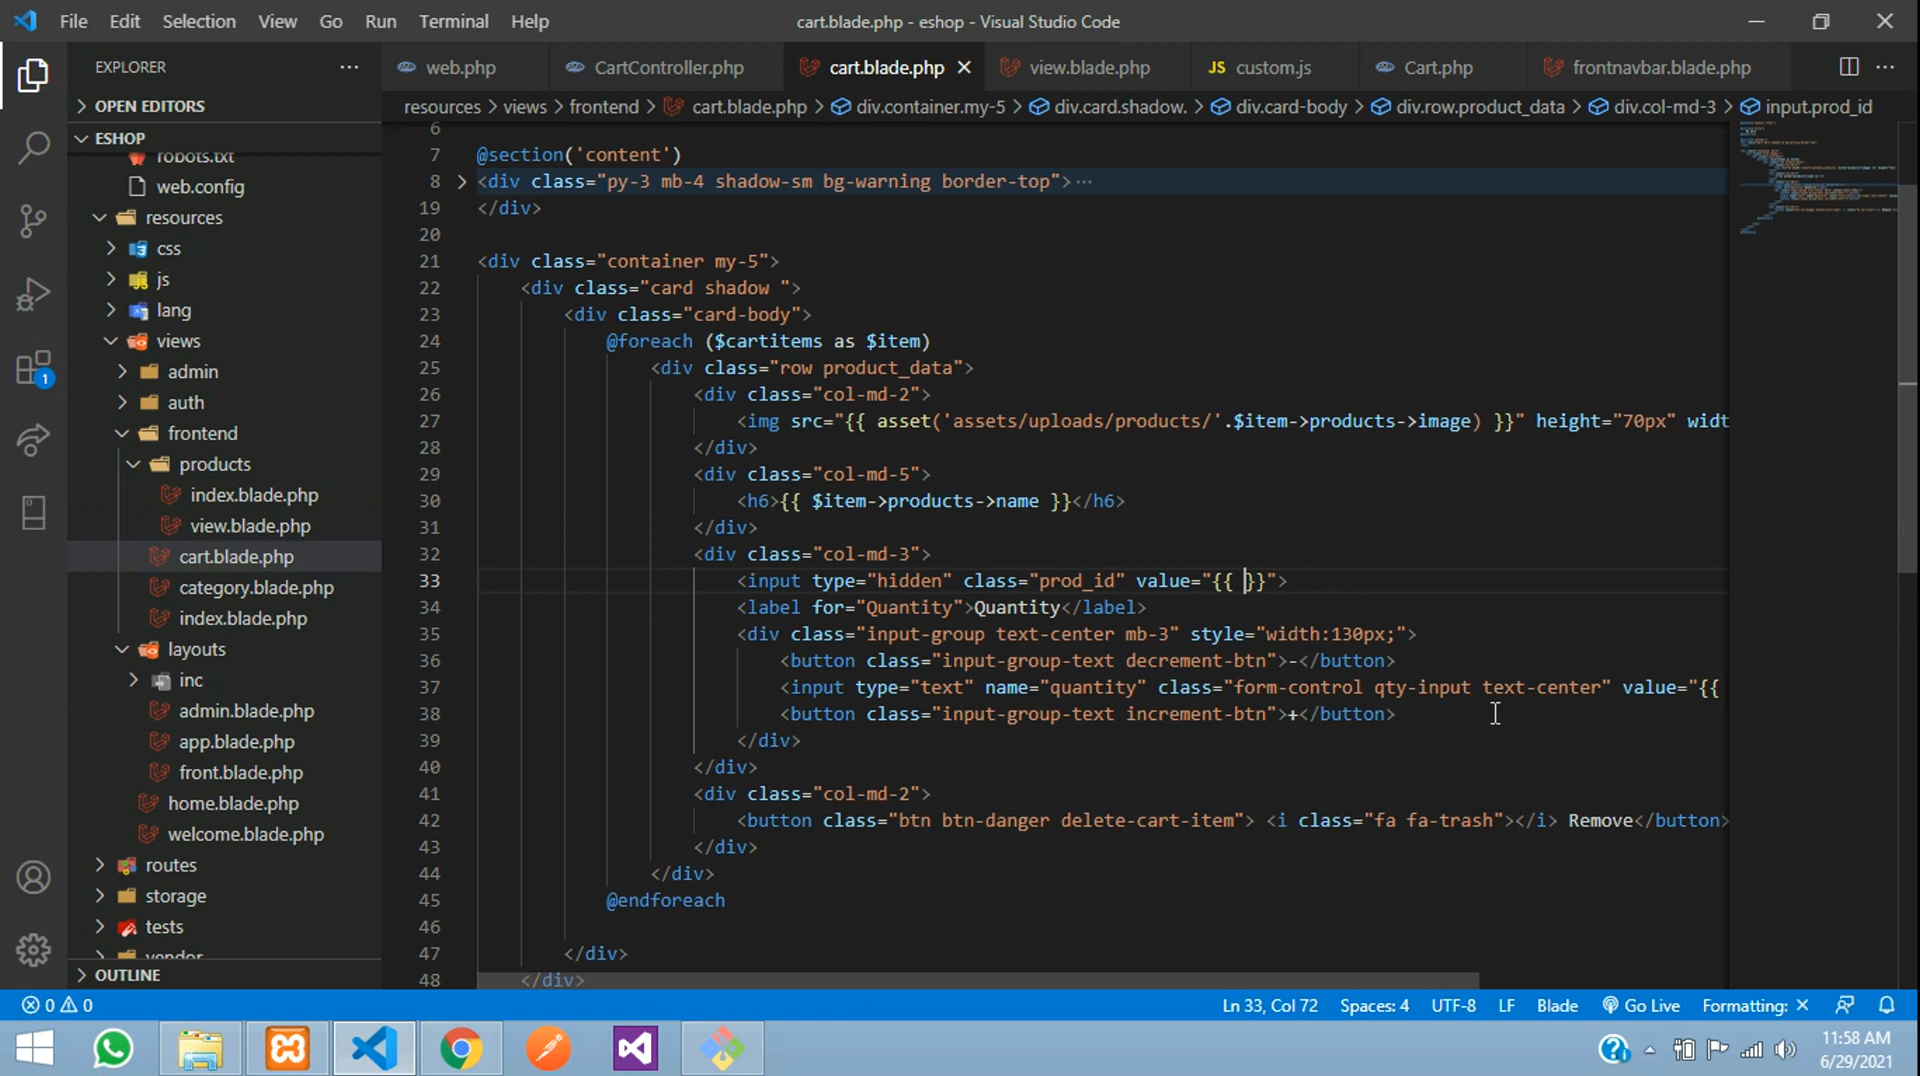 File Edit Selection View Go Run Terminal Help
cart.blade.php - eshop - Visual Studio Code
EXPLORER
web.php
CartController.php
cart.blade.php
view.blade.php
JS custom.js
Cart.php
frontnavbar.blade.php
resources > views > frontend > cart.blade.php > div.container.my-5 > div.card.shadow. > div.card-body > div.row.product_data > div.col-md-3 > input.prod_id
OPEN EDITORS
ESHOP
robots.txt
web.config
resources
css
js
lang
views
admin
auth
frontend
products
index.blade.php
view.blade.php
cart.blade.php
category.blade.php
index.blade.php
layouts
inc
admin.blade.php
app.blade.php
front.blade.php
home.blade.php
welcome.blade.php
routes
storage
tests
vendor
OUTLINE
1
6
7 @section('content')
8 <div class="py-3 mb-4 shadow-sm bg-warning border-top">···
19 </div>
20
21 <div class="container my-5">
22 <div class="card shadow ">
23 <div class="card-body">
24 @foreach ($cartitems as $item)
25 <div class="row product_data">
26 <div class="col-md-2">
27 <img src="{{ asset('assets/uploads/products/'.$item->products->image) }}" height="70px" widt
28 </div>
29 <div class="col-md-5">
30 <h6>{{ $item->products->name }}</h6>
31 </div>
32 <div class="col-md-3">
33 <input type="hidden" class="prod_id" value="{{ }}">
34 <label for="Quantity">Quantity</label>
35 <div class="input-group text-center mb-3" style="width:130px;">
36 <button class="input-group-text decrement-btn">-</button>
37 <input type="text" name="quantity" class="form-control qty-input text-center" value="{{
38 <button class="input-group-text increment-btn">+</button>
39 </div>
40 </div>
41 <div class="col-md-2">
42 <button class="btn btn-danger delete-cart-item"> <i class="fa fa-trash"></i> Remove</button>
43 </div>
44 </div>
45 @endforeach
46
47 </div>
48 </div>
0 0
Ln 33, Col 72 Spaces: 4 UTF-8 LF Blade Go Live Formatting: ×
11:58 AM
6/29/2021